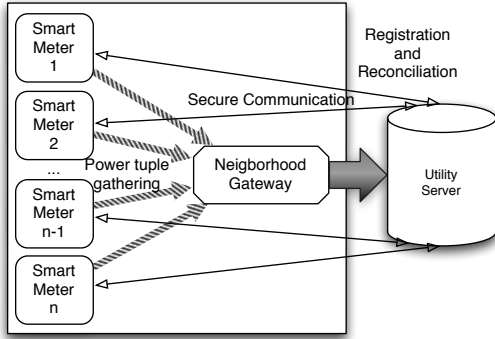 Smart
Meter
1
Registration
and
Reconciliation
Smart
Meter
2
Secure Communication
...
Power tuple
gathering
Neigborhood
Gateway
Utility
Server
Smart
Meter
n-1
Smart
Meter
n